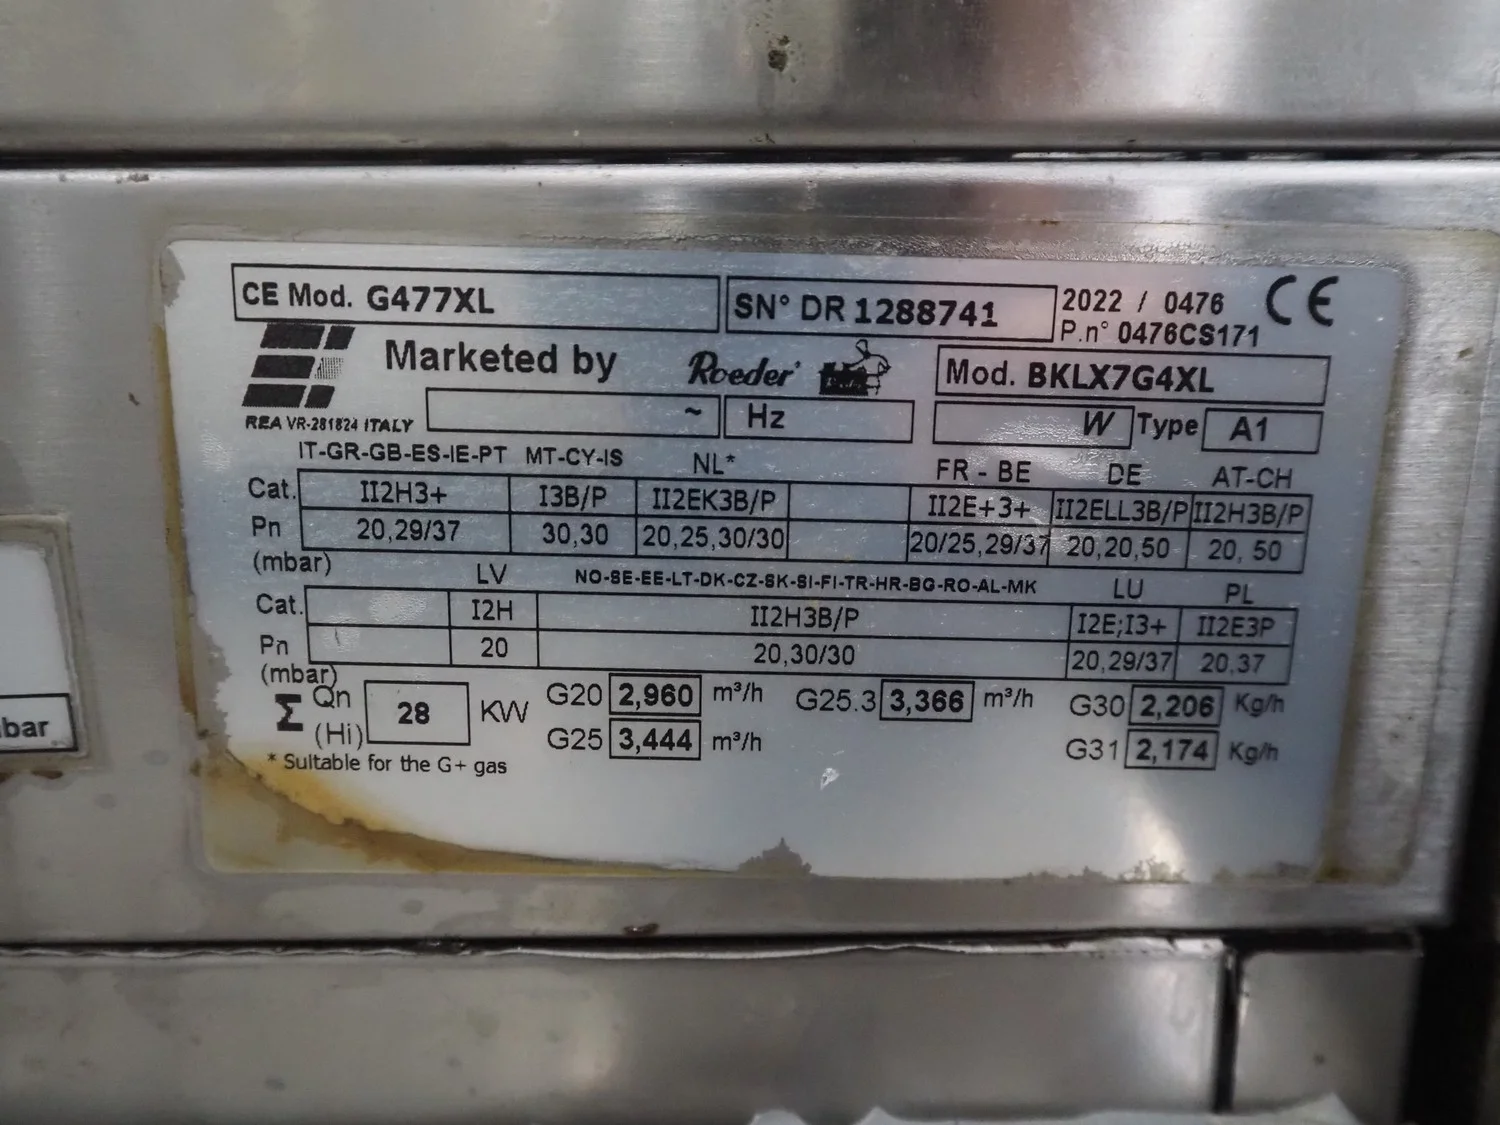 CE Mod. G477XL
SN° DR 1288741
2022 / 0476
P.n° 0476CS171
CE
Marketed by Roeder
Mod. BKLX7G4XL
REA VR-281824 ITALY
~ Hz W Type A1
IT-GR-GB-ES-IE-PT MT-CY-IS NL* FR - BE DE AT-CH
Cat. II2H3+ I3B/P II2EK3B/P II2E+3+ II2ELL3B/P II2H3B/P
Pn (mbar) 20,29/37 30,30 20,25,30/30 20/25,29/37 20,20,50 20, 50
LV NO-SE-EE-LT-DK-CZ-SK-SI-FI-TR-HR-BG-RO-AL-MK LU PL
Cat. I2H II2H3B/P I2E;I3+ II2E3P
Pn (mbar) 20 20,30/30 20,29/37 20,37
Σ Qn (Hi) 28 KW
G20 2,960 m³/h G25.3 3,366 m³/h G30 2,206 Kg/h
G25 3,444 m³/h G31 2,174 Kg/h
* Suitable for the G+ gas
bar